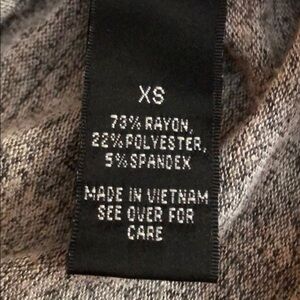 XS
73% RAYON,
22% POLYESTER,
5% SPANDEX
MADE IN VIETNAM
SEE OVER FOR
CARE